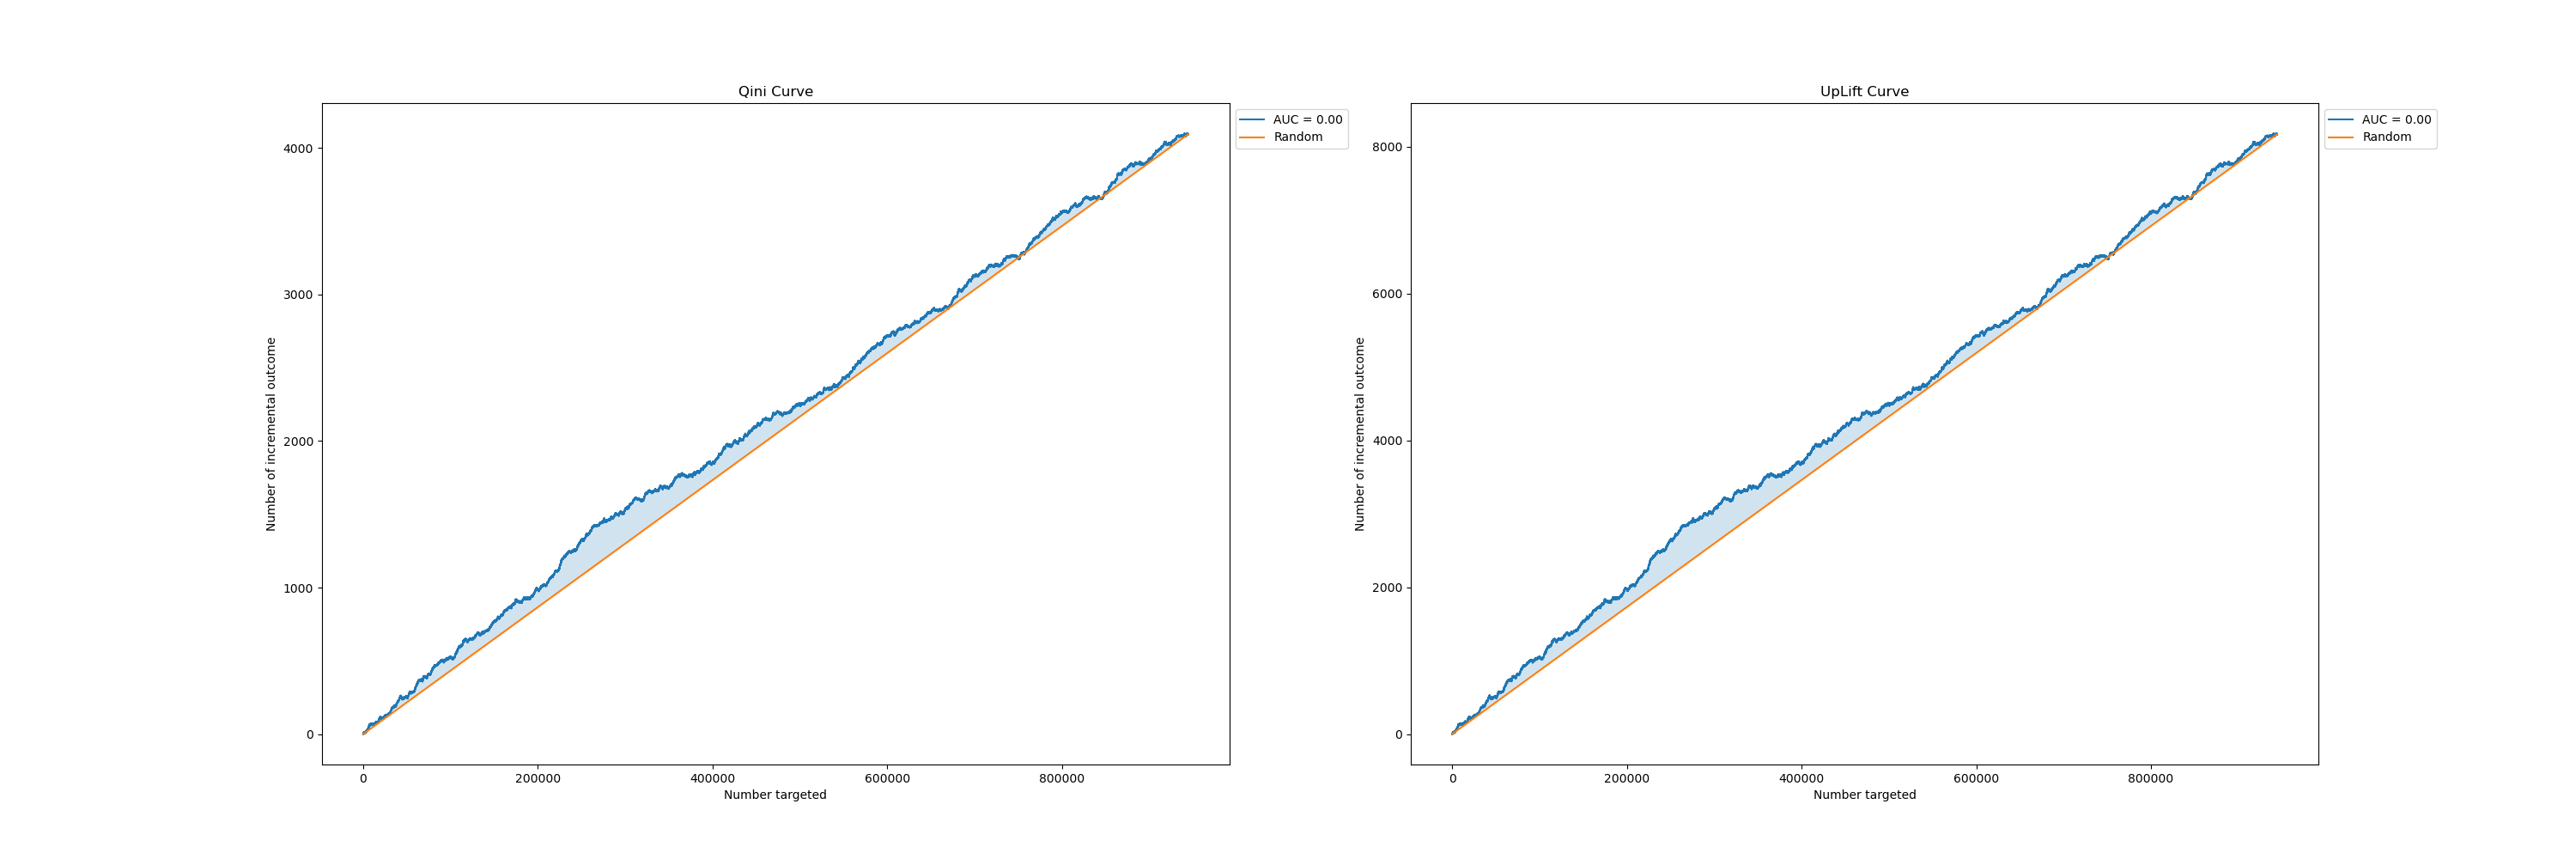 Qini Curve
AUC = 0.00
Random
4000
3000
2000
1000
0
Number of incremental outcome
0 200000 400000 600000 800000
Number targeted
UpLift Curve
AUC = 0.00
Random
8000
6000
4000
2000
0
Number of incremental outcome
0 200000 400000 600000 800000
Number targeted